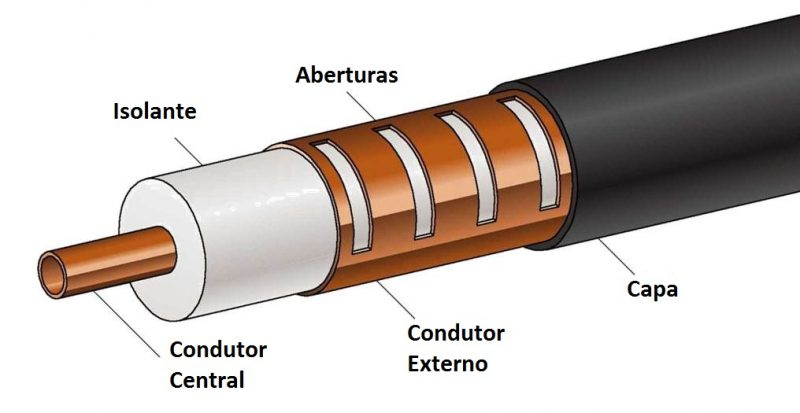 Aberturas
Isolante
Capa
Condutor
Externo
Condutor
Central